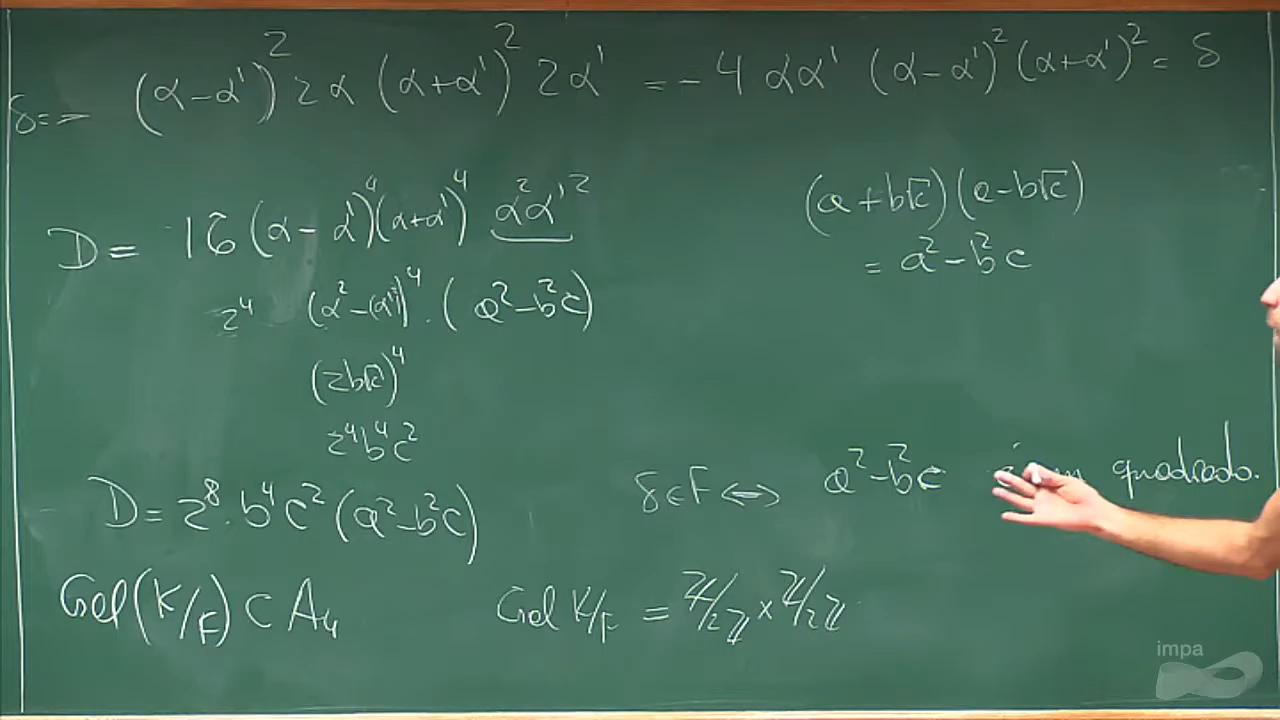 δ = − (α−α')² 2α (α+α')² 2α' = −4 αα' (α−α')² (α+α')² = δ
D = 16 (α−α')⁴(α+α')⁴ α²α'²
(a+b√c)(a−b√c)
= a²−b²c
2⁴ (α²−(α')²)⁴ · (a²−b²c)
(2b√c)⁴
2⁴b⁴c²
D = 2⁸·b⁴c²(a²−b²c)
δ∈F ⟷ a²−b²c é um quadrado.
Gal(K/F) ⊂ A₄
Gal K/F = ℤ/2ℤ × ℤ/2ℤ
impa